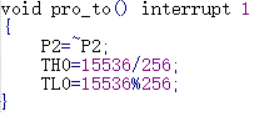 void pro_to() interrupt 1
{
P2=~P2;
TH0=15536/256;
TL0=15536%256;
}